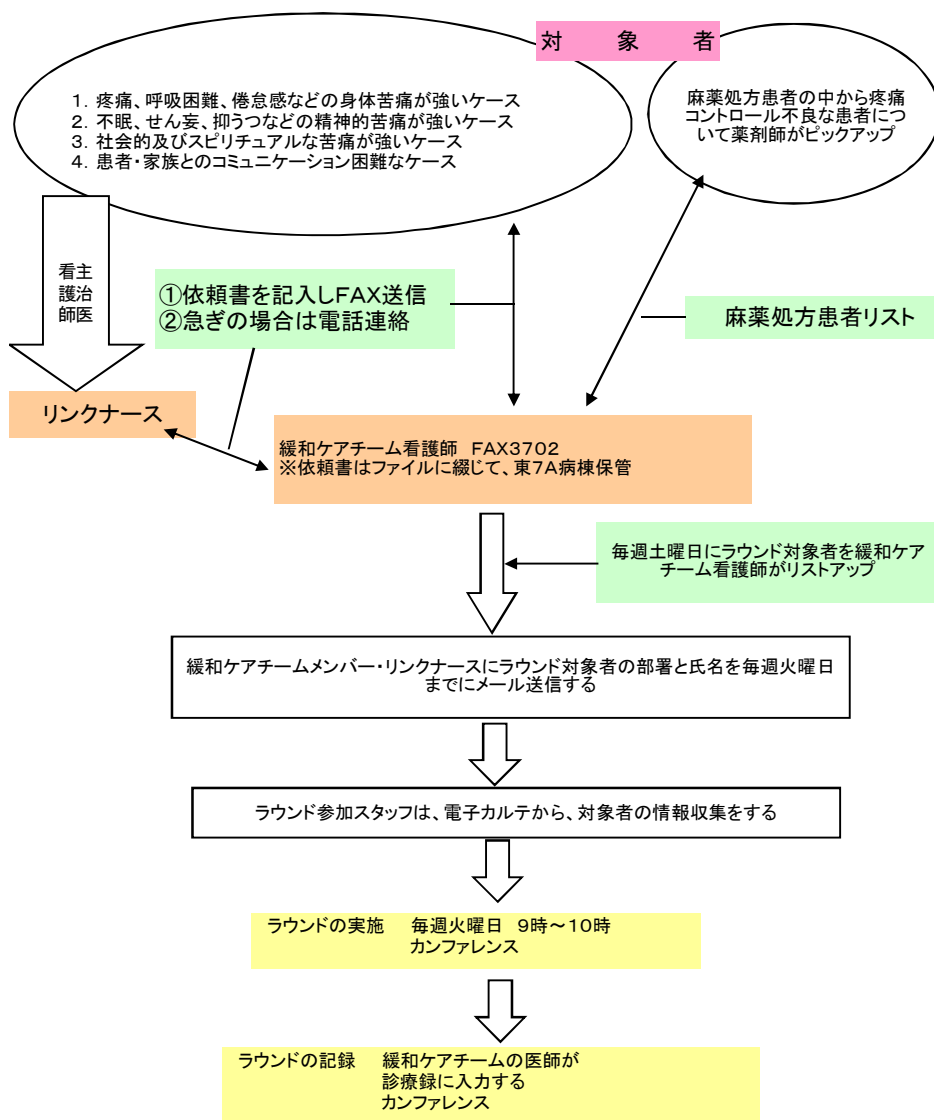 対　象　者
1．疼痛、呼吸困難、倦怠感などの身体苦痛が強いケース
2．不眠、せん妄、抑うつなどの精神的苦痛が強いケース
3．社会的及びスピリチュアルな苦痛が強いケース
4．患者・家族とのコミュニケーション困難なケース
麻薬処方患者の中から疼痛
コントロール不良な患者につ
いて薬剤師がピックアップ
主治医
看護師
①依頼書を記入しFAX送信
②急ぎの場合は電話連絡
麻薬処方患者リスト
リンクナース
緩和ケアチーム看護師　FAX3702
※依頼書はファイルに綴じて、東7A病棟保管
毎週土曜日にラウンド対象者を緩和ケア
チーム看護師がリストアップ
緩和ケアチームメンバー・リンクナースにラウンド対象者の部署と氏名を毎週火曜日
までにメール送信する
ラウンド参加スタッフは、電子カルテから、対象者の情報収集をする
ラウンドの実施　毎週火曜日　9時～10時
カンファレンス
ラウンドの記録　緩和ケアチームの医師が
診療録に入力する
カンファレンス